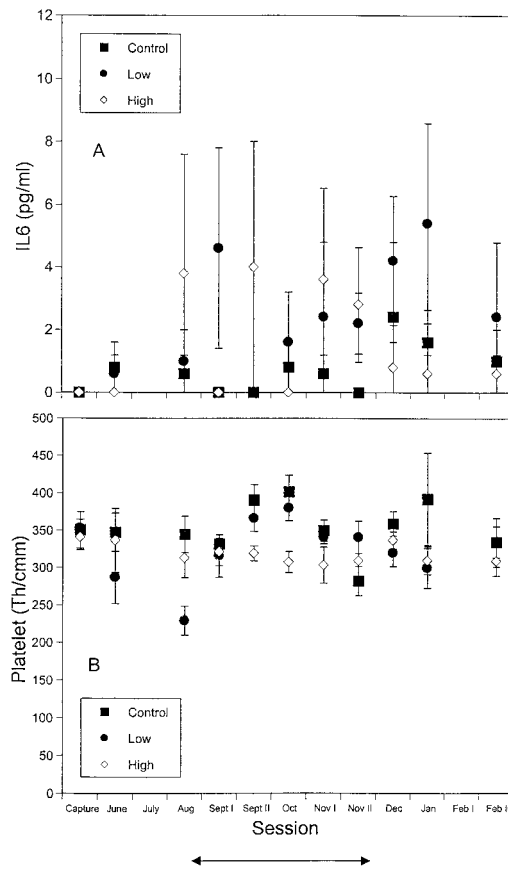 12
10
8
6
4
2
0
IL6 (pg/ml)
Control
Low
High
A
500
450
400
350
300
250
200
150
100
50
0
Platelet (Th/cmm)
B
Control
Low
High
Capture June July Aug Sept I Sept II Oct Nov I Nov II Dec Jan Feb I Feb II
Session